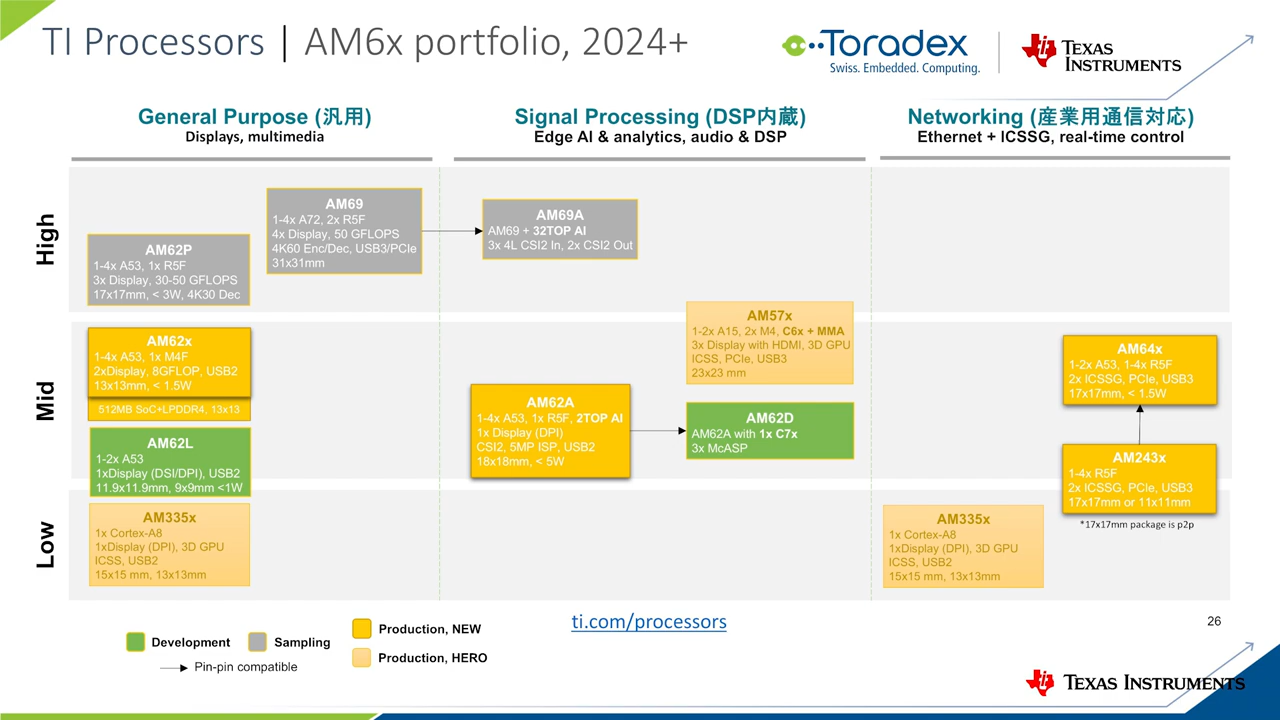 TI Processors | AM6x portfolio, 2024+
Toradex
Swiss. Embedded. Computing.
TEXAS
INSTRUMENTS
General Purpose (汎用)
Displays, multimedia
Signal Processing (DSP内蔵)
Edge AI & analytics, audio & DSP
Networking (産業用通信対応)
Ethernet + ICSSG, real-time control
High
AM62P
1-4x A53, 1x R5F
3x Display, 30-50 GFLOPS
17x17mm, < 3W, 4K30 Dec
AM69
1-4x A72, 2x R5F
4x Display, 50 GFLOPS
4K60 Enc/Dec, USB3/PCIe
31x31mm
AM69A
AM69 + 32TOP AI
3x 4L CSI2 In, 2x CSI2 Out
Mid
AM62x
1-4x A53, 1x M4F
2xDisplay, 8GFLOP, USB2
13x13mm, < 1.5W
512MB SoC+LPDDR4, 13x13
AM62L
1-2x A53
1xDisplay (DSI/DPI), USB2
11.9x11.9mm, 9x9mm <1W
AM62A
1-4x A53, 1x R5F, 2TOP AI
1x Display (DPI)
CSI2, 5MP ISP, USB2
18x18mm, < 5W
AM57x
1-2x A15, 2x M4, C6x + MMA
3x Display with HDMI, 3D GPU
ICSS, PCIe, USB3
23x23 mm
AM62D
AM62A with 1x C7x
3x McASP
AM64x
1-2x A53, 1-4x R5F
2x ICSSG, PCIe, USB3
17x17mm, < 1.5W
AM243x
1-4x R5F
2x ICSSG, PCIe, USB3
17x17mm or 11x11mm
*17x17mm package is p2p
Low
AM335x
1x Cortex-A8
1xDisplay (DPI), 3D GPU
ICSS, USB2
15x15 mm, 13x13mm
AM335x
1x Cortex-A8
1xDisplay (DPI), 3D GPU
ICSS, USB2
15x15 mm, 13x13mm
Development
Sampling
Production, NEW
Production, HERO
Pin-pin compatible
ti.com/processors
26
TEXAS INSTRUMENTS